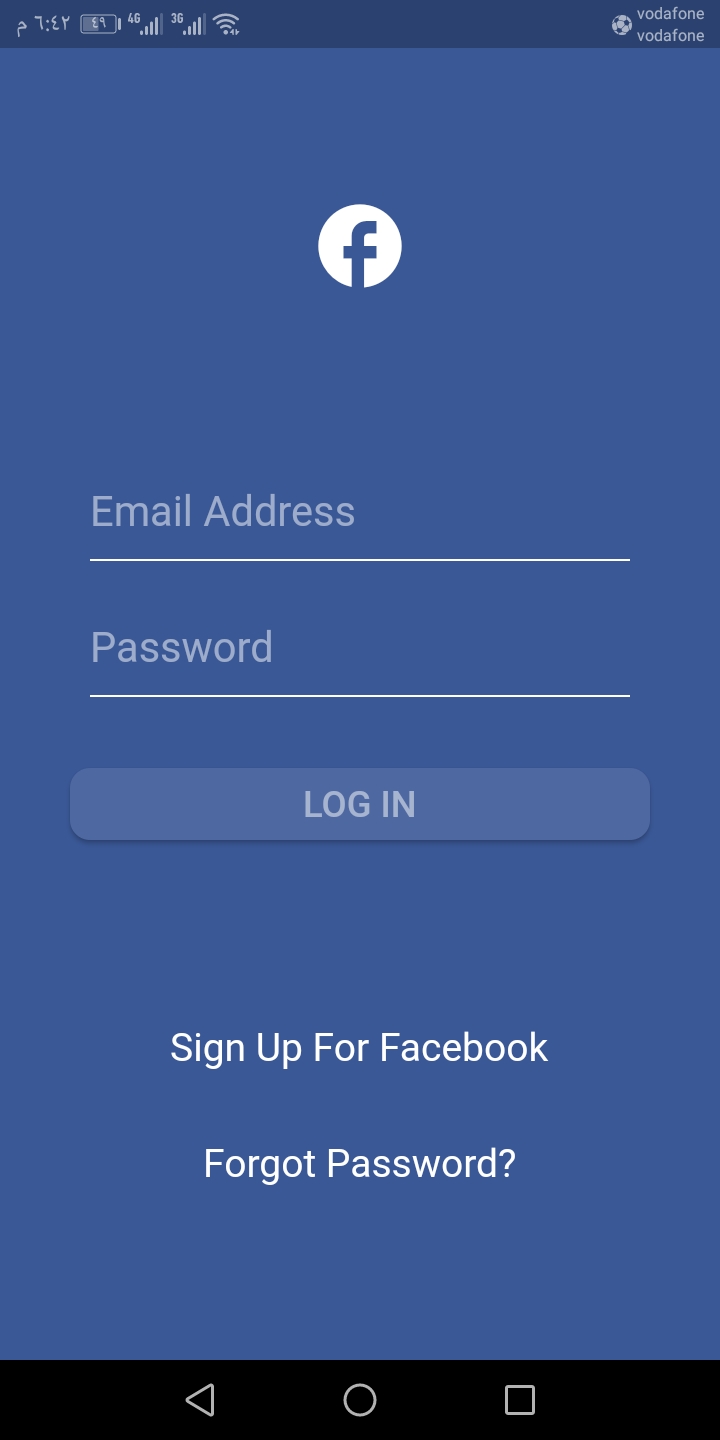 ٦:٤٢ م ٤٩ 4G 3G vodafone
vodafone
Email Address
Password
LOG IN
Sign Up For Facebook
Forgot Password?